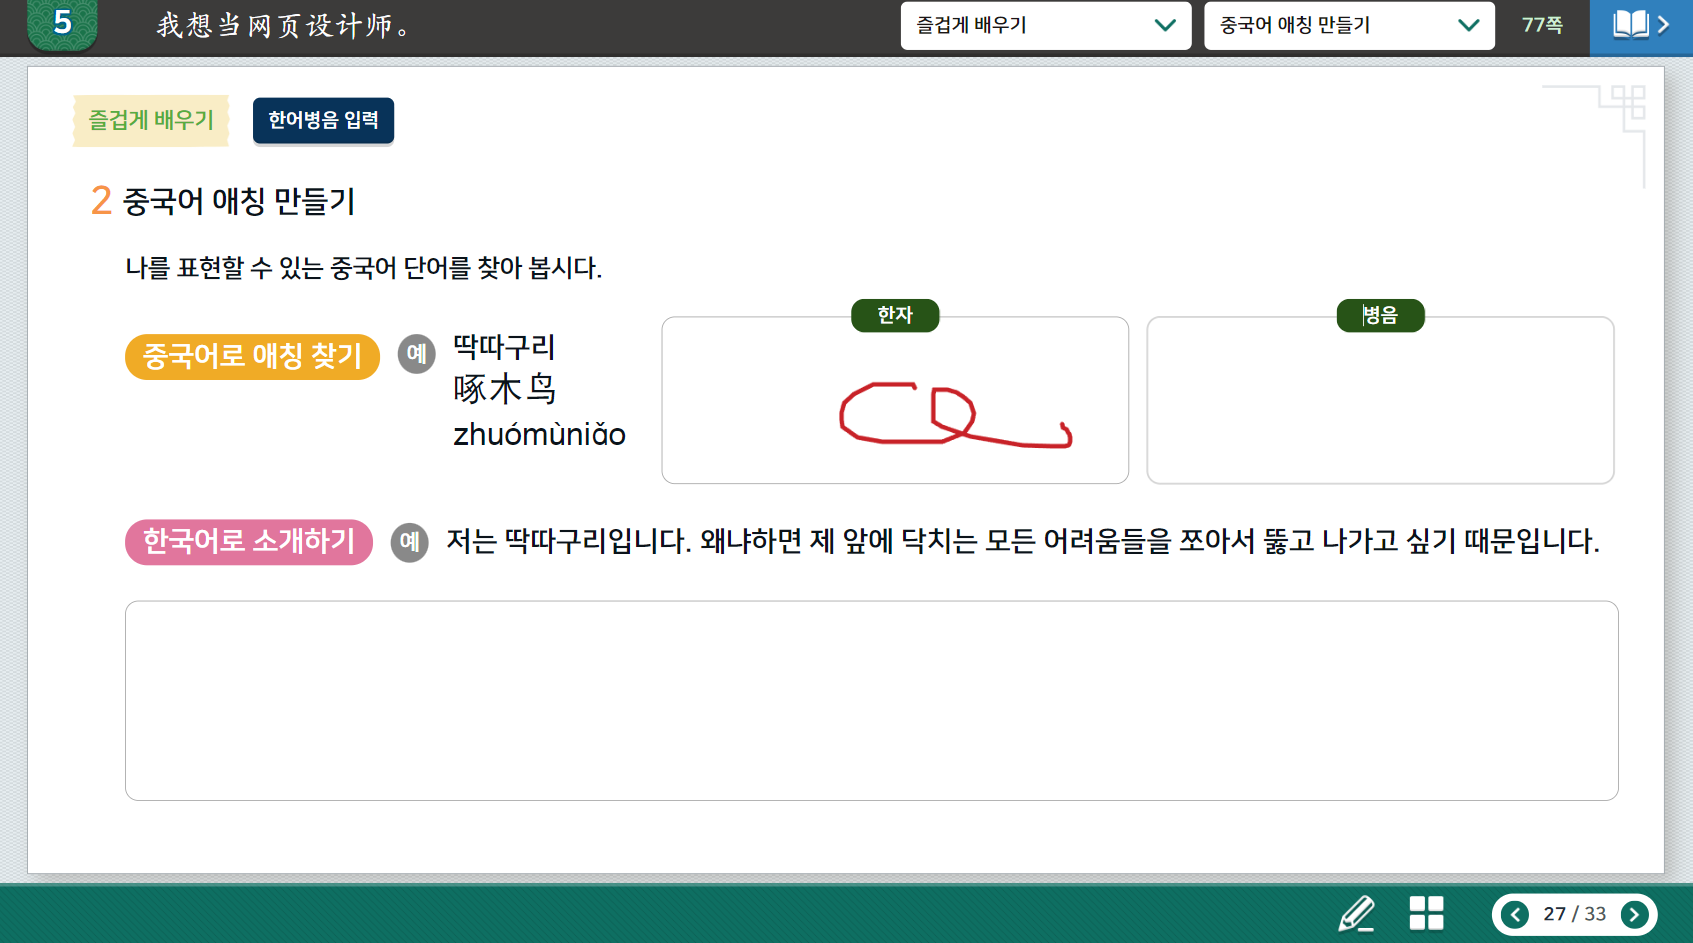 5 我想当网页设计师。 즐겁게 배우기 중국어 애칭 만들기 77쪽
즐겁게 배우기 한어병음 입력
2 중국어 애칭 만들기
나를 표현할 수 있는 중국어 단어를 찾아 봅시다.
한자 병음
중국어로 애칭 찾기 예 딱따구리
啄木鸟
zhuómùniǎo
한국어로 소개하기 예 저는 딱따구리입니다. 왜냐하면 제 앞에 닥치는 모든 어려움들을 쪼아서 뚫고 나가고 싶기 때문입니다.
27 / 33